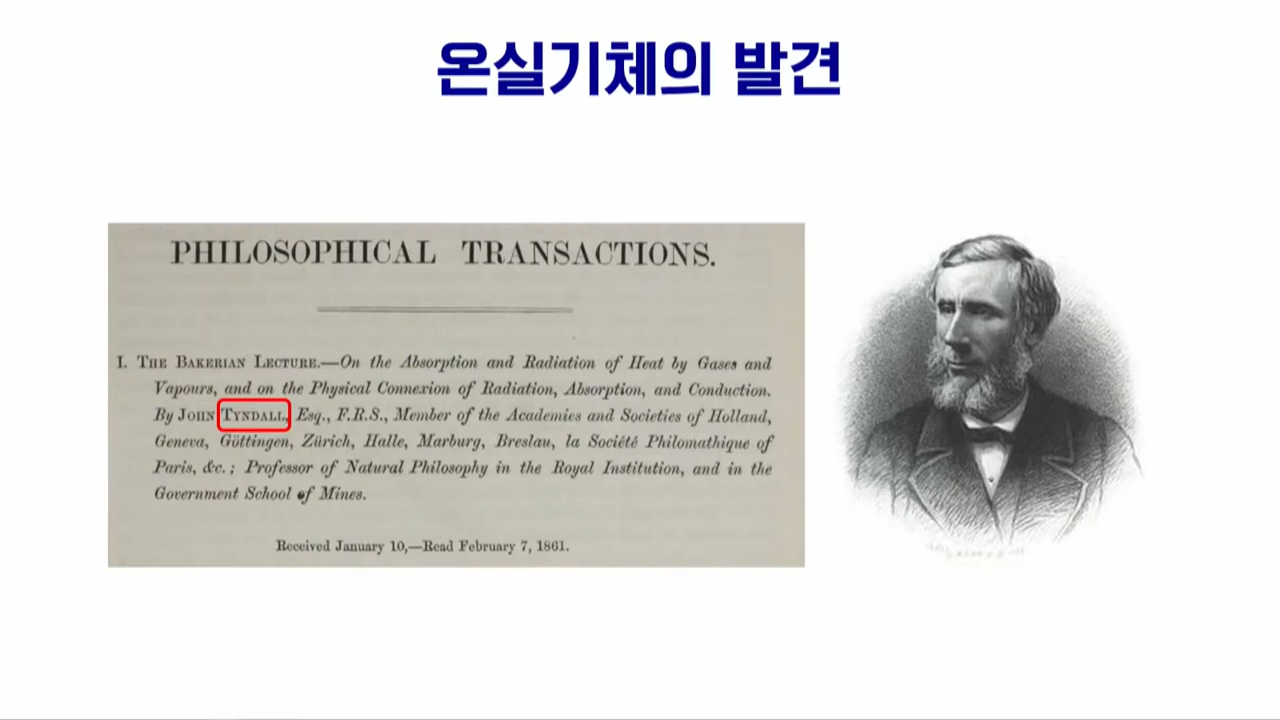 온실기체의 발견
PHILOSOPHICAL TRANSACTIONS.
I. THE BAKERIAN LECTURE.—On the Absorption and Radiation of Heat by Gases and
Vapours, and on the Physical Connexion of Radiation, Absorption, and Conduction.
By JOHN TYNDALL, Esq., F.R.S., Member of the Academies and Societies of Holland,
Geneva, Göttingen, Zürich, Halle, Marburg, Breslau, la Société Philomathique of
Paris, &c.; Professor of Natural Philosophy in the Royal Institution, and in the
Government School of Mines.
Received January 10,—Read February 7, 1861.